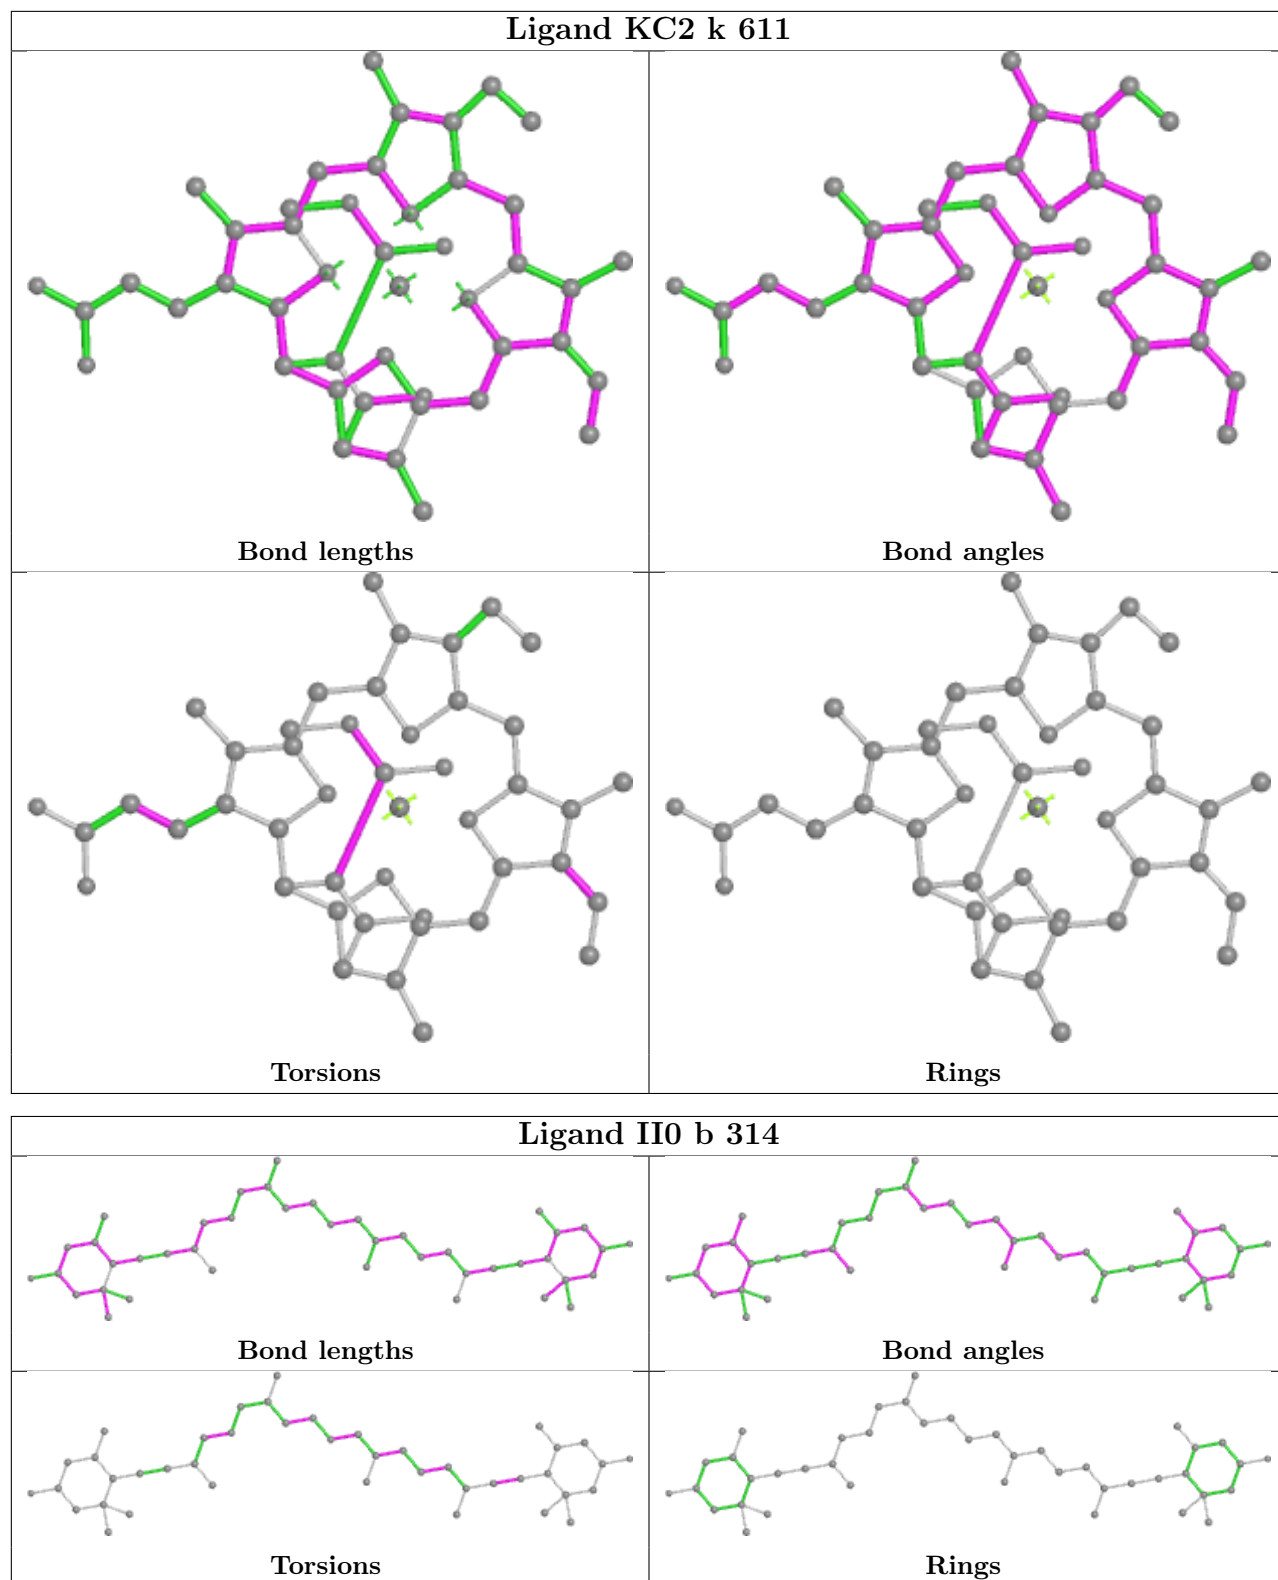 Ligand KC2 k 611
Bond lengths
Bond angles
Torsions
Rings
Ligand II0 b 314
Bond lengths
Bond angles
Torsions
Rings